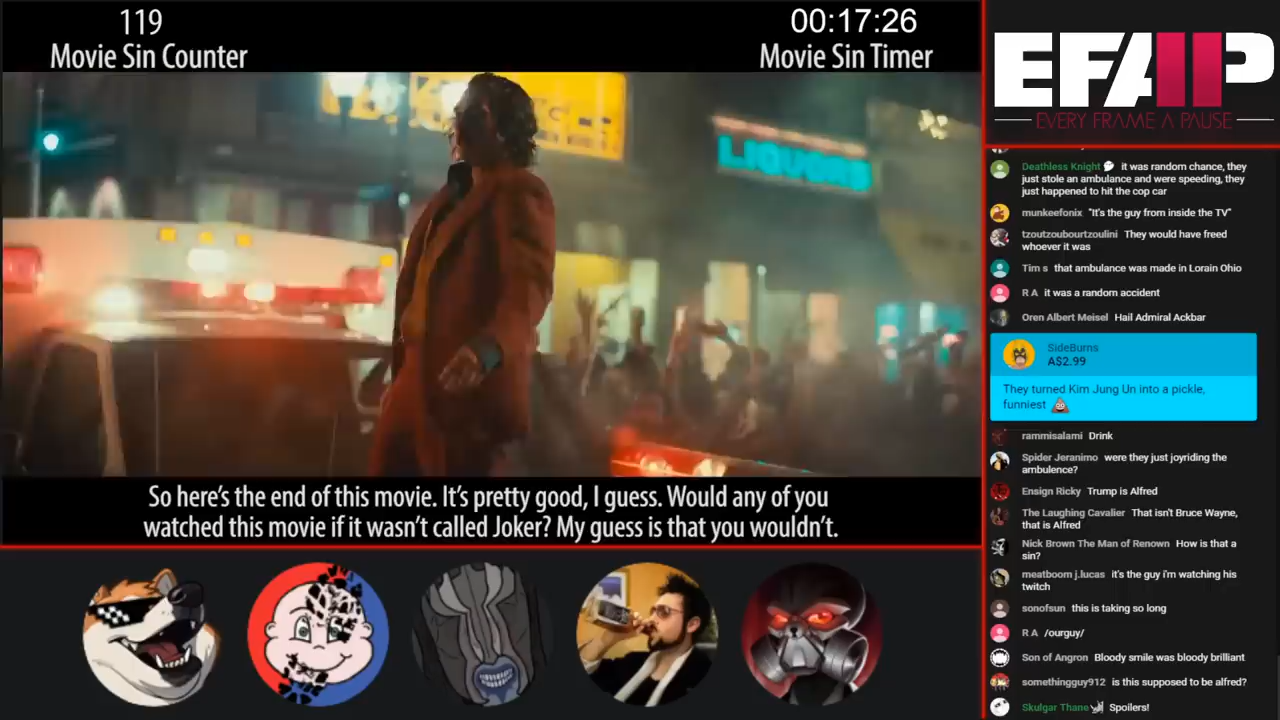 119
Movie Sin Counter
00:17:26
Movie Sin Timer
LIQUORS
So here's the end of this movie. It's pretty good, I guess. Would any of you
watched this movie if it wasn't called Joker? My guess is that you wouldn't.
EFAP
EVERY FRAME A PAUSE
Deathless Knight it was random chance, they
just stole an ambulance and were speeding, they
just happened to hit the cop car
munkeefonix "It's the guy from inside the TV"
tzoutzoubourtzoulini They would have freed
whoever it was
Tim s that ambulance was made in Lorain Ohio
R A it was a random accident
Oren Albert Meisel Hail Admiral Ackbar
SideBurns
A$2.99
They turned Kim Jung Un into a pickle,
funniest 💩
rammisalami Drink
Spider Jeranimo were they just joyriding the
ambulence?
Ensign Ricky Trump is Alfred
The Laughing Cavalier That isn't Bruce Wayne,
that is Alfred
Nick Brown The Man of Renown How is that a
sin?
meatboom j.lucas it's the guy i'm watching his
twitch
sonofsun this is taking so long
R A /ourguy/
Son of Angron Bloody smile was bloody brilliant
somethingguy912 is this supposed to be alfred?
Skulgar Thane Spoilers!